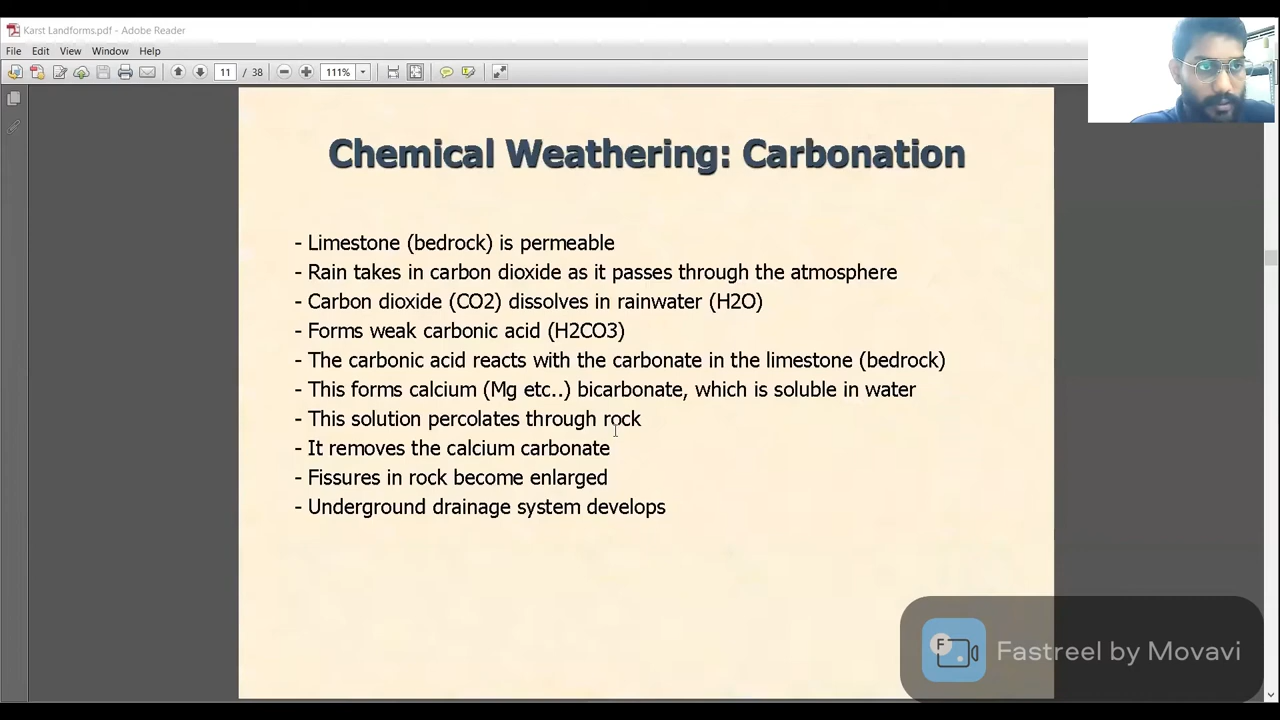 Karst Landforms.pdf - Adobe Reader
File Edit View Window Help
11 / 38 111%
Chemical Weathering: Carbonation
- Limestone (bedrock) is permeable
- Rain takes in carbon dioxide as it passes through the atmosphere
- Carbon dioxide (CO2) dissolves in rainwater (H2O)
- Forms weak carbonic acid (H2CO3)
- The carbonic acid reacts with the carbonate in the limestone (bedrock)
- This forms calcium (Mg etc..) bicarbonate, which is soluble in water
- This solution percolates through rock
- It removes the calcium carbonate
- Fissures in rock become enlarged
- Underground drainage system develops
F
Fastreel by Movavi